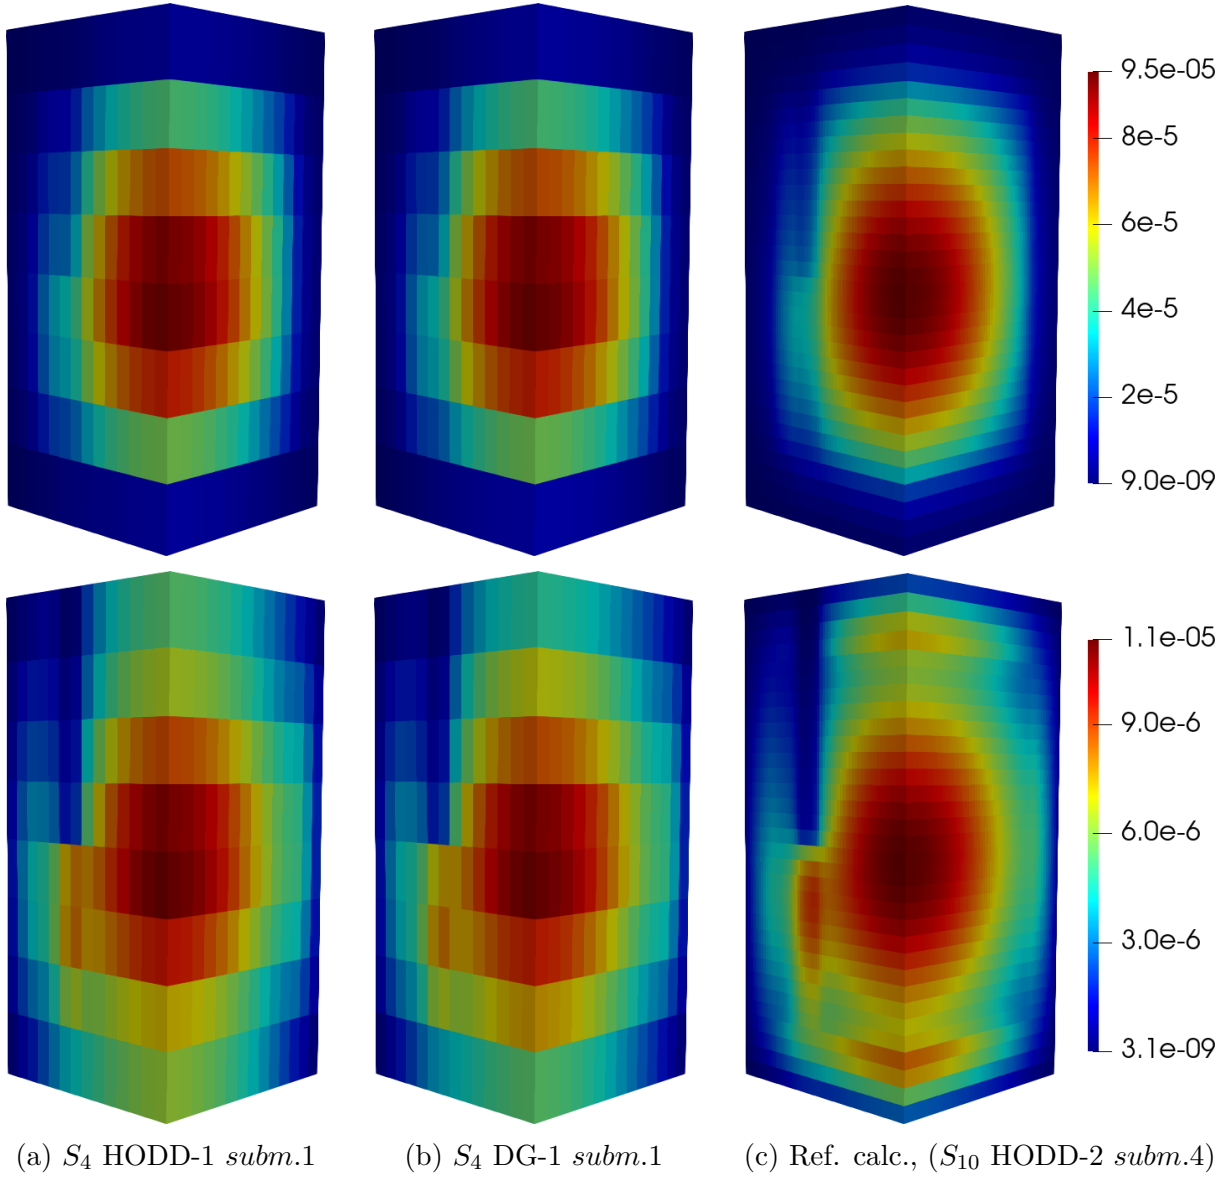 9.5e-05
8e-5
6e-5
4e-5
2e-5
9.0e-09
1.1e-05
9.0e-6
6.0e-6
3.0e-6
3.1e-09
(a) S₄ HODD-1 subm.1
(b) S₄ DG-1 subm.1
(c) Ref. calc., (S₁₀ HODD-2 subm.4)